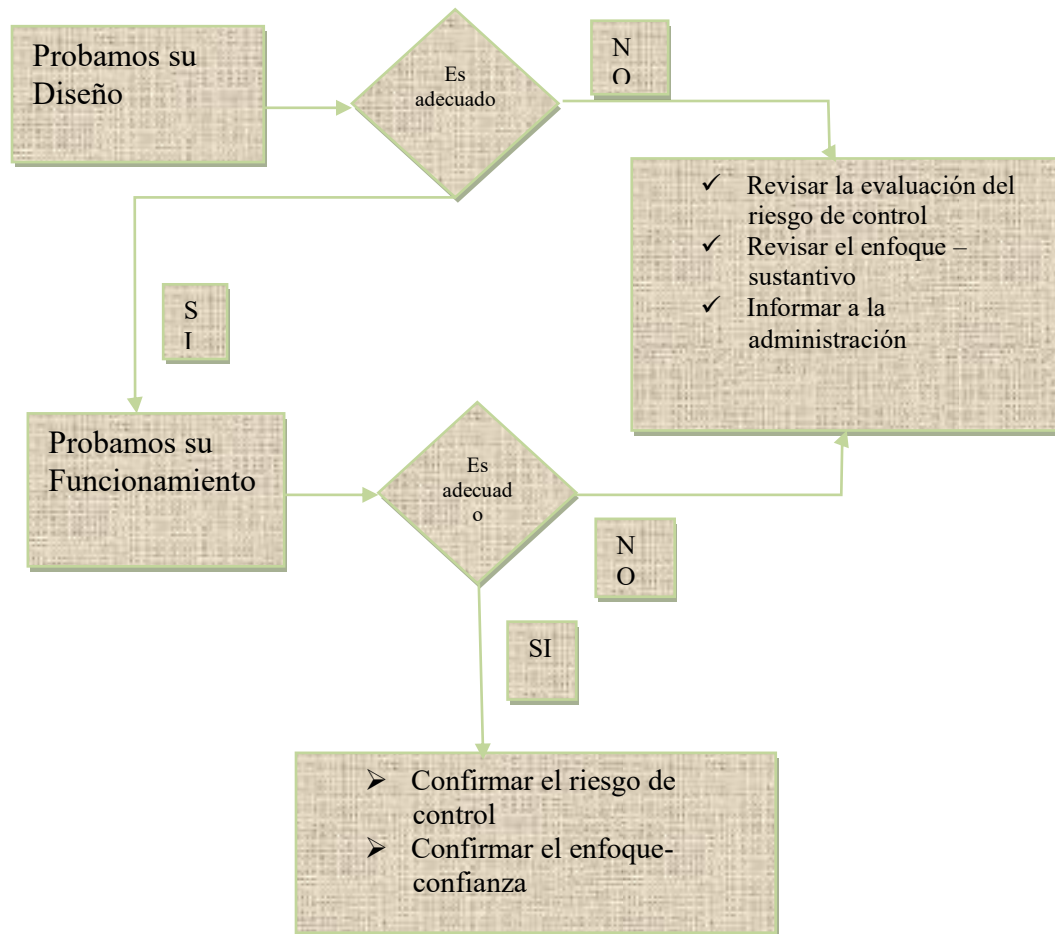 Probamos su
Diseño
Es
adecuado
N
O
✓ Revisar la evaluación del
riesgo de control
✓ Revisar el enfoque –
sustantivo
✓ Informar a la
administración
S
I
Probamos su
Funcionamiento
Es
adecuad
o
N
O
SI
➢ Confirmar el riesgo de
control
➢ Confirmar el enfoque-
confianza